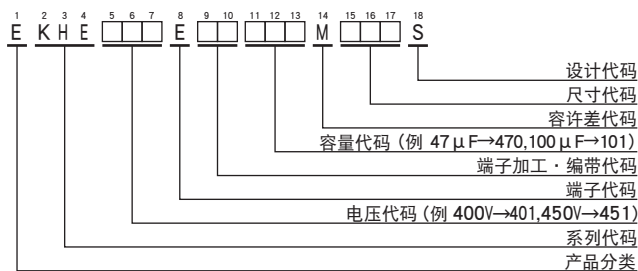 1 2 3 4 5 6 7 8 9 10 11 12 13 14 15 16 17 18
E K H E □□□ E □□ □□□ M □□□ S
设计代码
尺寸代码
容许差代码
容量代码 (例 47μF→470,100μF→101)
端子加工・编带代码
端子代码
电压代码 (例 400V→401,450V→451)
系列代码
产品分类